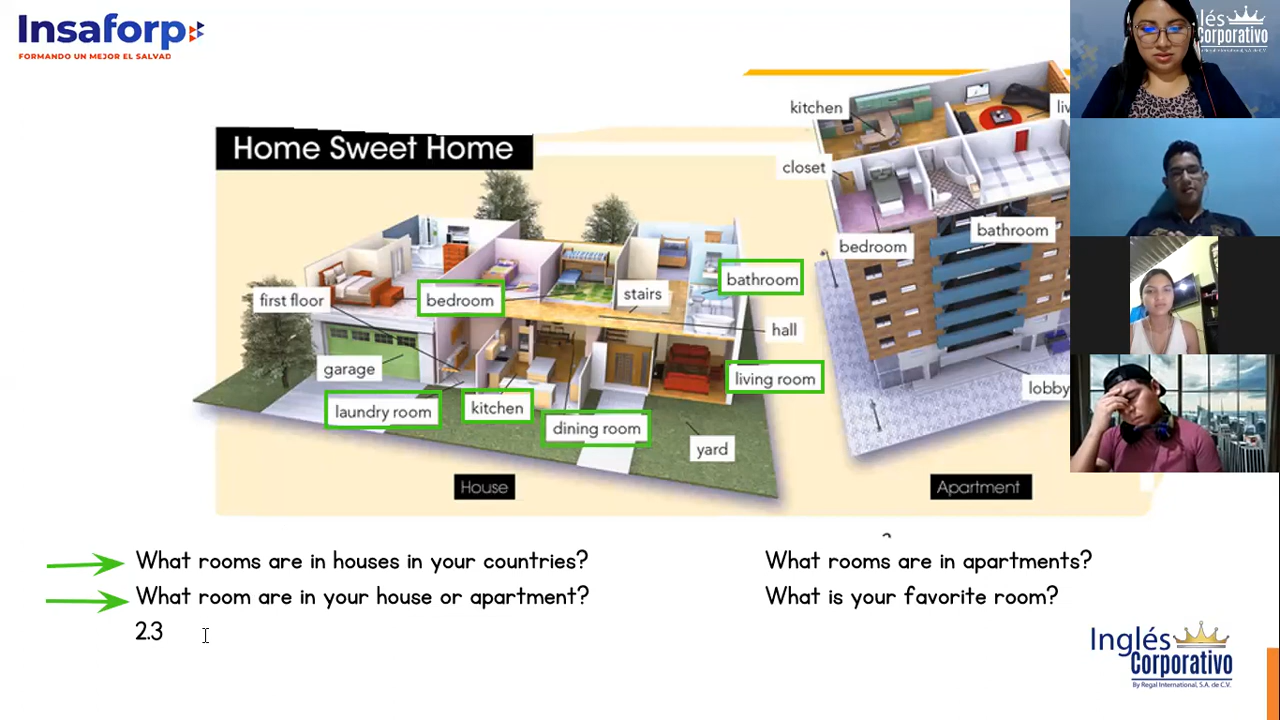 Insaforp
FORMANDO UN MEJOR EL SALVAD
Home Sweet Home
kitchen
closet
bedroom
bathroom
first floor
bedroom
stairs
bathroom
hall
garage
living room
laundry room
kitchen
dining room
yard
lobby
House
Apartment
What rooms are in houses in your countries?
What room are in your house or apartment?
2.3
What rooms are in apartments?
What is your favorite room?
Inglés
Corporativo
By Regal International, S.A. de C.V.